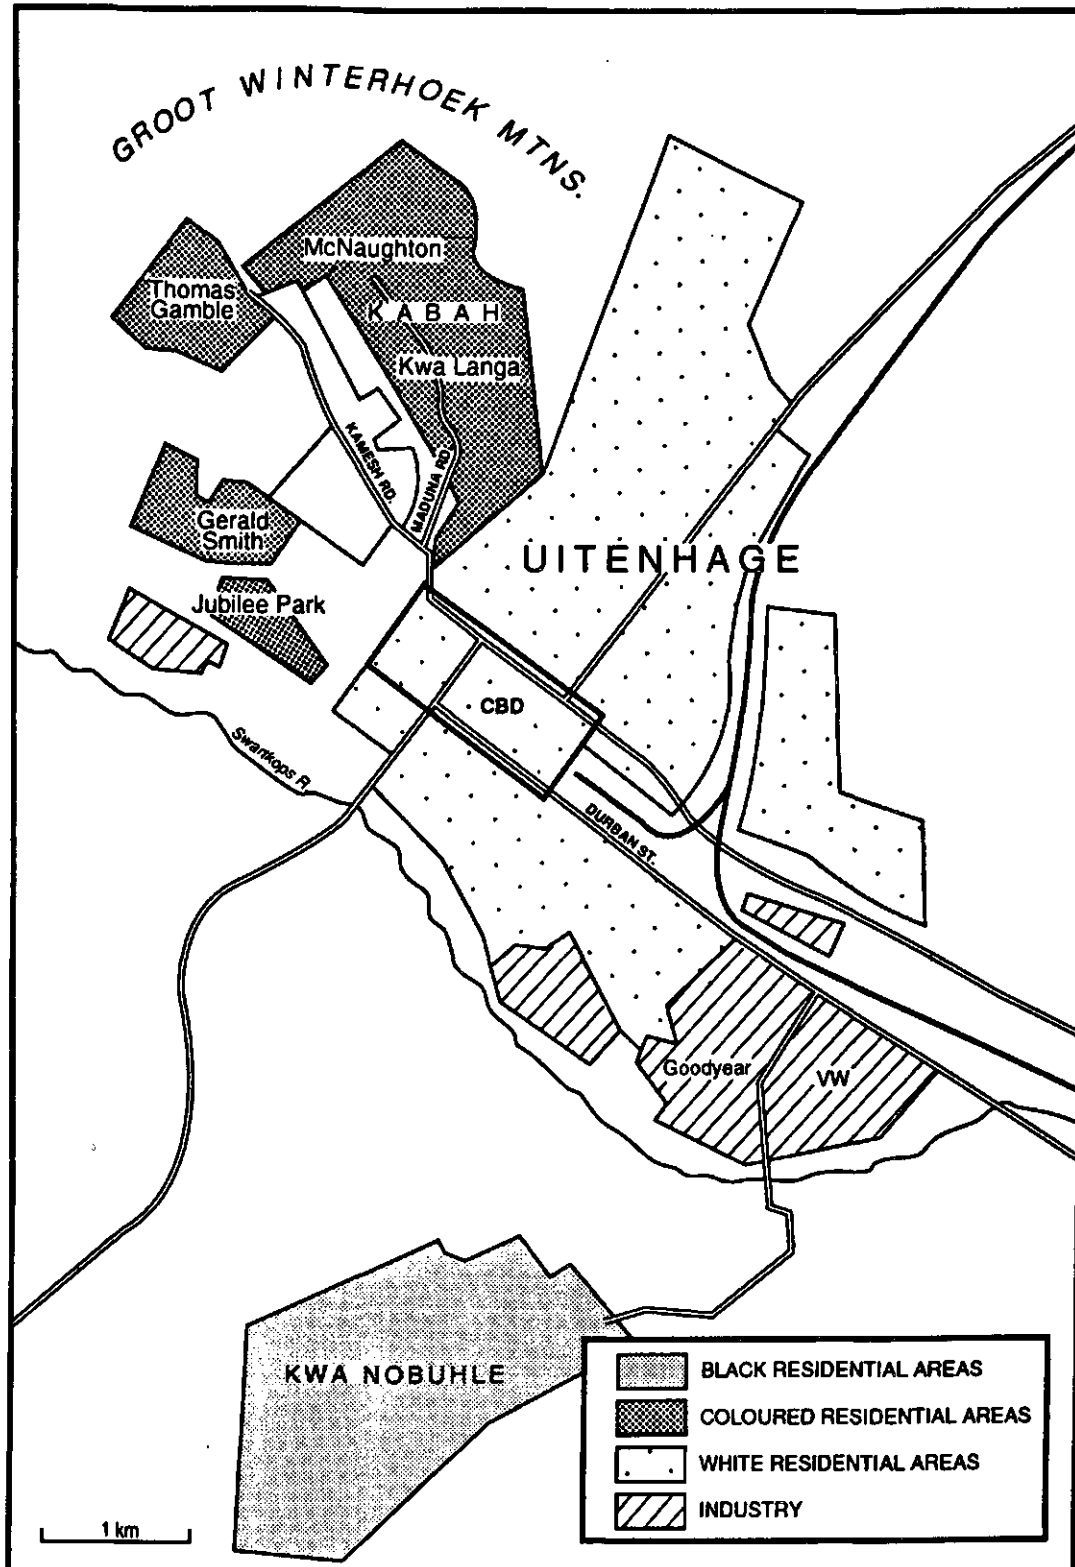 GROOT WINTERHOEK MTNS.
McNaughton
Thomas
Gamble
KABAH
Kwa Langa
KAMESH RD.
MADUNA RD
Gerald
Smith
UITENHAGE
Jubilee Park
CBD
Swartkops R.
DURBAN ST.
Goodyear
VW
KWA NOBUHLE
BLACK RESIDENTIAL AREAS
COLOURED RESIDENTIAL AREAS
WHITE RESIDENTIAL AREAS
INDUSTRY
1 km